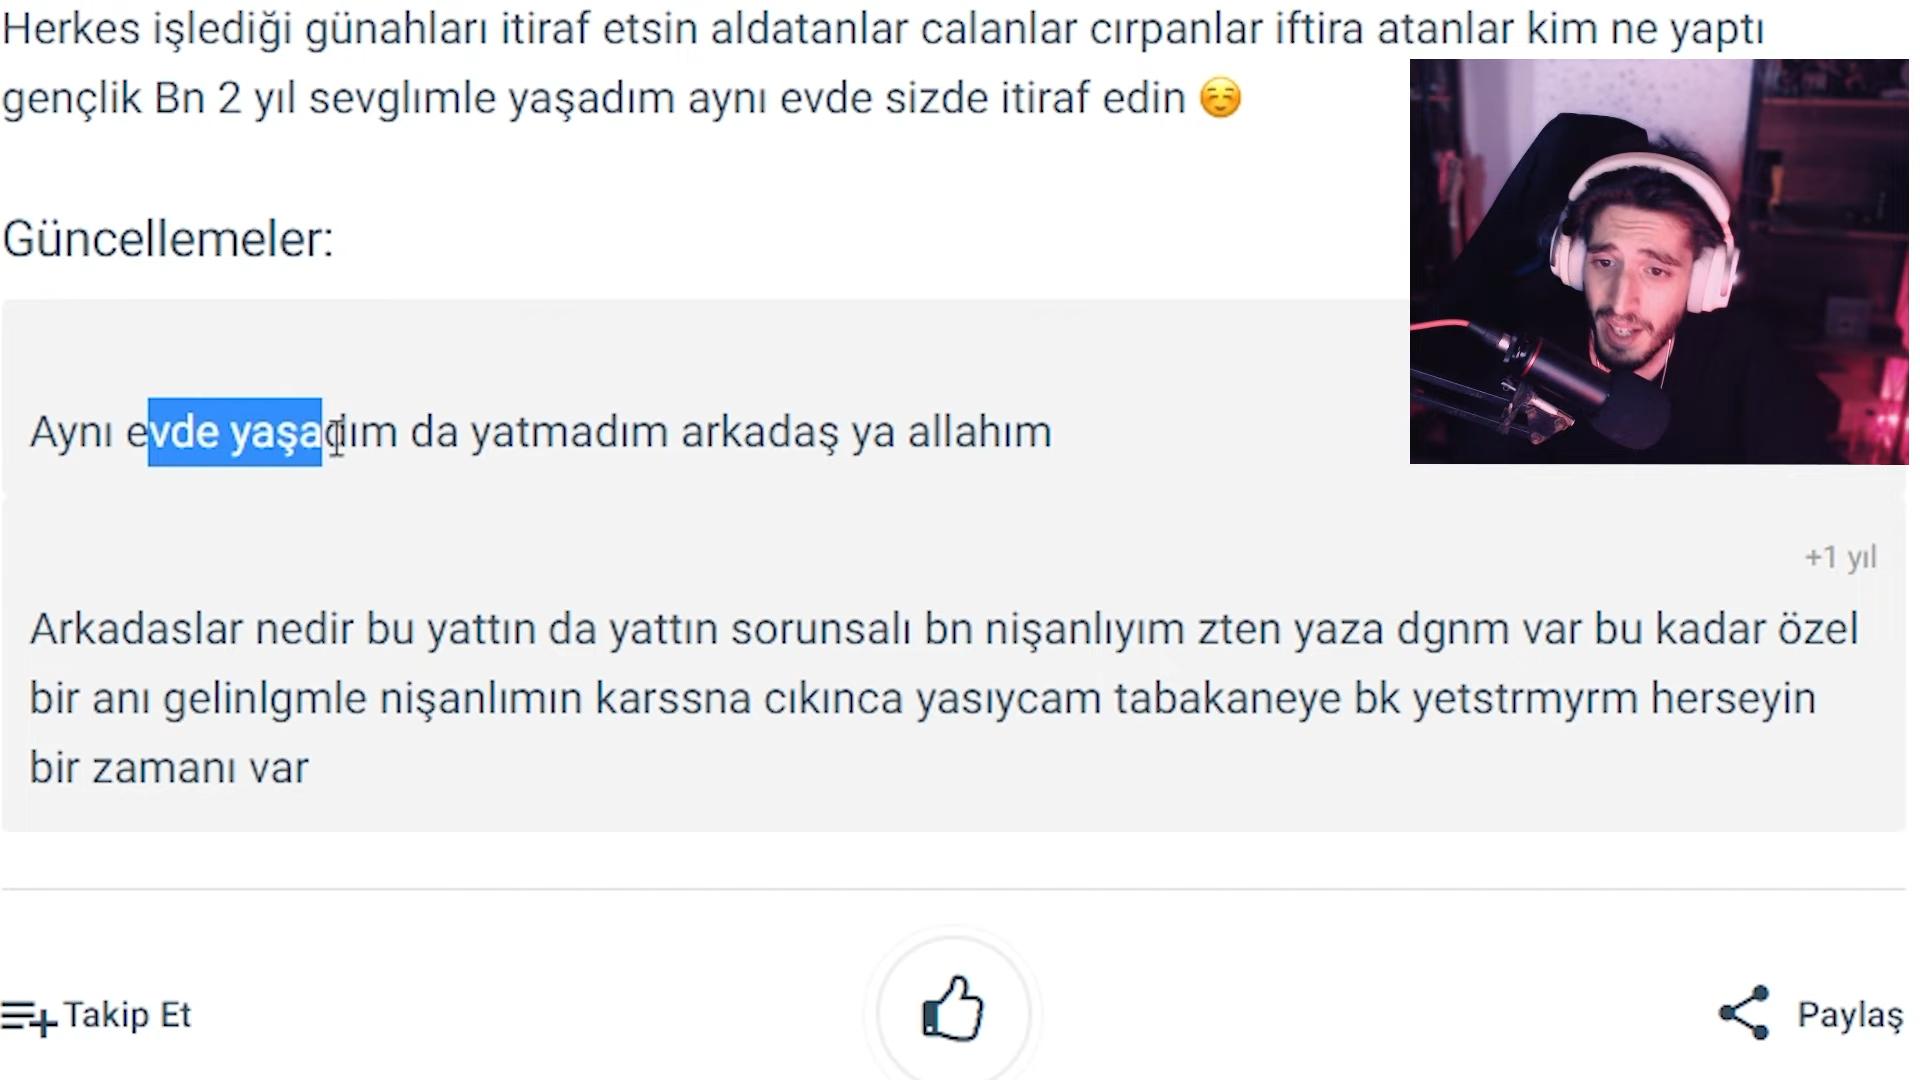 Herkes işlediği günahları itiraf etsin aldatanlar calanlar cırpanlar iftira atanlar kim ne yaptı
gençlik Bn 2 yıl sevglımle yaşadım aynı evde sizde itiraf edin ☺️
Güncellemeler:
Aynı evde yaşadım da yatmadım arkadaş ya allahım
+1 yıl
Arkadaslar nedir bu yattın da yattın sorunsalı bn nişanlıyım zten yaza dgnm var bu kadar özel
bir anı gelinlgmle nişanlımın karssna cıkınca yasıycam tabakaneye bk yetstrmyrm herseyin
bir zamanı var
Takip Et
Paylaş